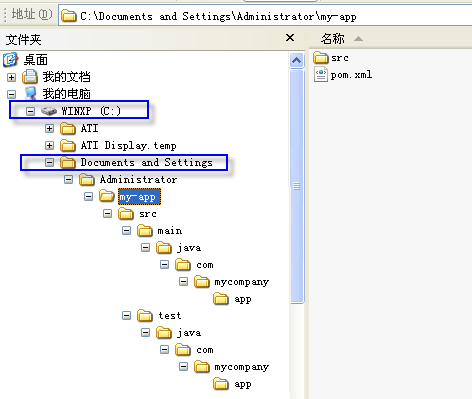 地址(D) C:\Documents and Settings\Administrator\my-app
文件夹
桌面
我的文档
我的电脑
WINXP (C:)
ATI
ATI Display.temp
Documents and Settings
Administrator
my-app
src
main
java
com
mycompany
app
test
java
com
mycompany
app
名称
src
pom.xml